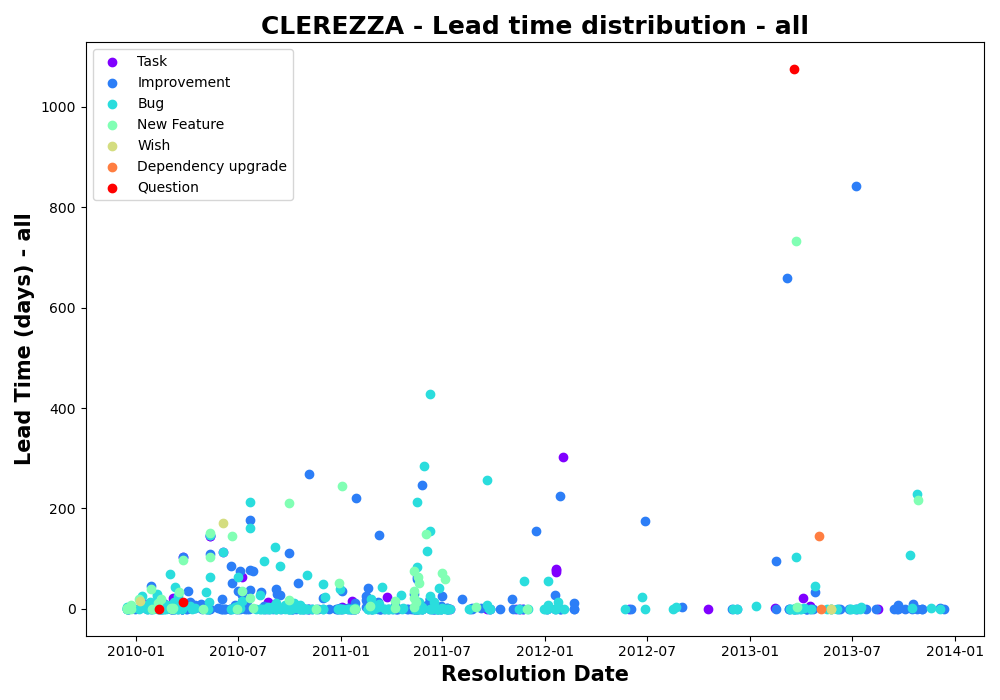 CLEREZZA - Lead time distribution - all
Task
Improvement
Bug
New Feature
Wish
Dependency upgrade
Question
1000
800
600
400
200
0
Lead Time (days) - all
2010-01 2010-07 2011-01 2011-07 2012-01 2012-07 2013-01 2013-07 2014-01
Resolution Date